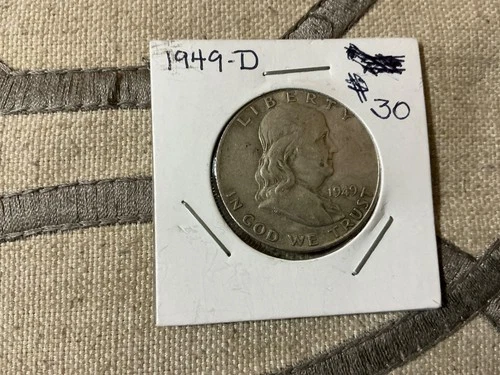 1949-D
$
30
LIBERTY
1949
IN GOD WE TRUST